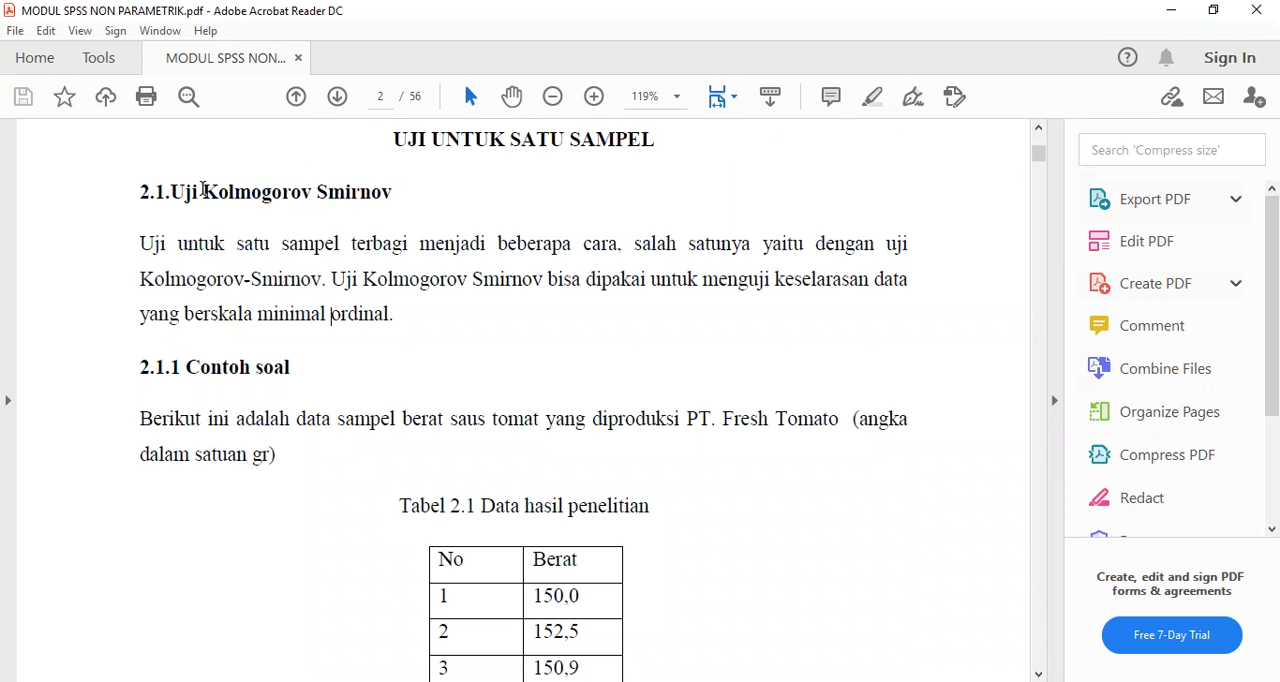 MODUL SPSS NON PARAMETRIK.pdf - Adobe Acrobat Reader DC
File Edit View Sign Window Help
Home Tools MODUL SPSS NON... × Sign In
2 / 56 119%
UJI UNTUK SATU SAMPEL
2.1.Uji Kolmogorov Smirnov
Uji untuk satu sampel terbagi menjadi beberapa cara, salah satunya yaitu dengan uji
Kolmogorov-Smirnov. Uji Kolmogorov Smirnov bisa dipakai untuk menguji keselarasan data
yang berskala minimal ordinal.
2.1.1 Contoh soal
Berikut ini adalah data sampel berat saus tomat yang diproduksi PT. Fresh Tomato (angka
dalam satuan gr)
Tabel 2.1 Data hasil penelitian
No Berat
1 150,0
2 152,5
3 150,9
Search 'Compress size'
Export PDF
Edit PDF
Create PDF
Comment
Combine Files
Organize Pages
Compress PDF
Redact
Create, edit and sign PDF
forms & agreements
Free 7-Day Trial